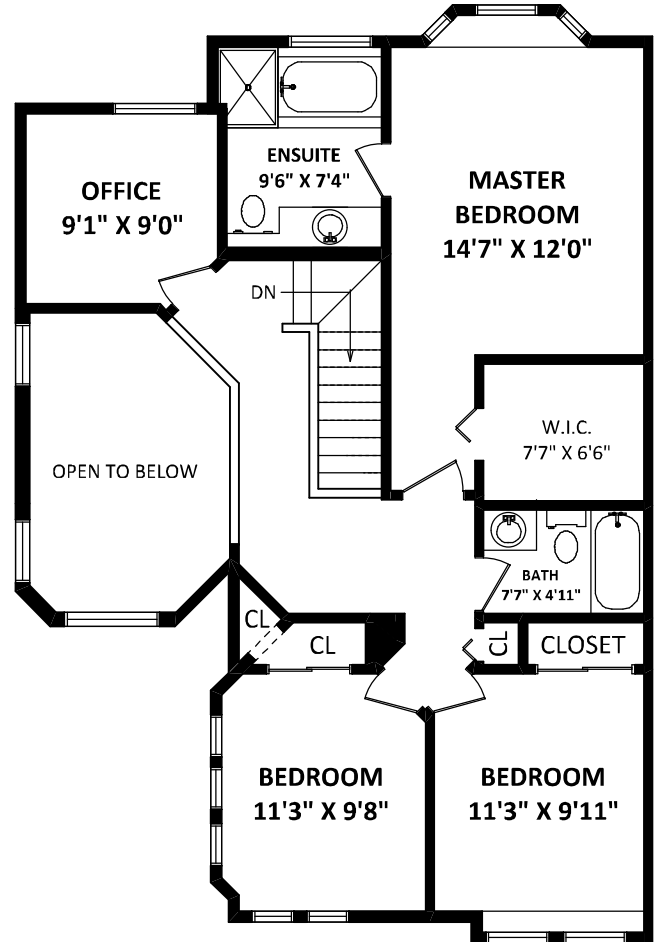 ENSUITE
9'6" X 7'4"
OFFICE
9'1" X 9'0"
MASTER
BEDROOM
14'7" X 12'0"
DN
W.I.C.
7'7" X 6'6"
OPEN TO BELOW
BATH
7'7" X 4'11"
CL
CL
CL
CLOSET
BEDROOM
11'3" X 9'8"
BEDROOM
11'3" X 9'11"